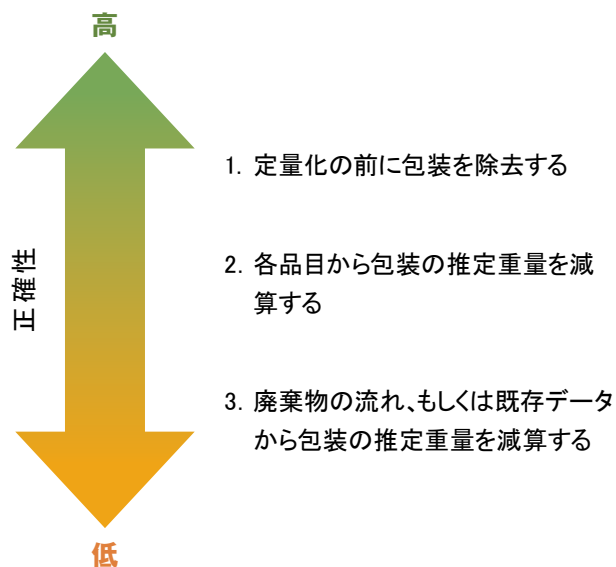 高
正確性
1. 定量化の前に包装を除去する
2. 各品目から包装の推定重量を減
算する
3. 廃棄物の流れ、もしくは既存データ
から包装の推定重量を減算する
低